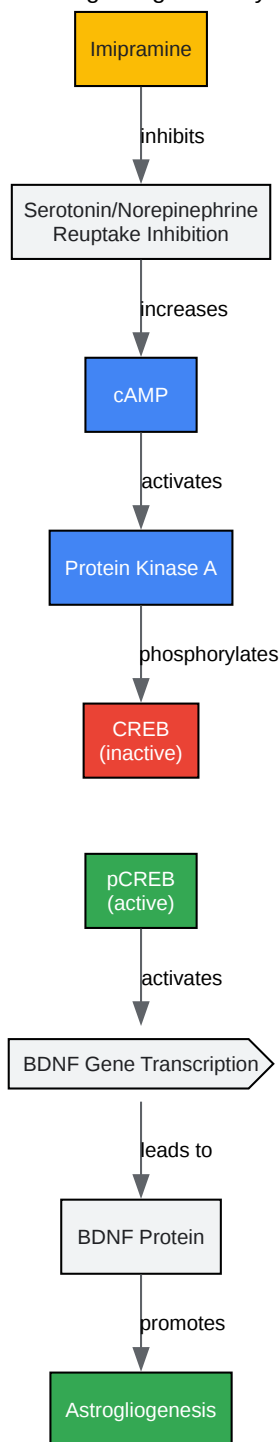 Imipramine
inhibits
Serotonin/Norepinephrine
Reuptake Inhibition
increases
cAMP
activates
Protein Kinase A
phosphorylates
CREB
(inactive)
pCREB
(active)
activates
BDNF Gene Transcription
leads to
BDNF Protein
promotes
Astrogliogenesis